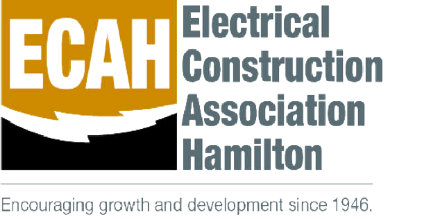 ECAH
Electrical
Construction
Association
Hamilton
Encouraging growth and development since 1946.